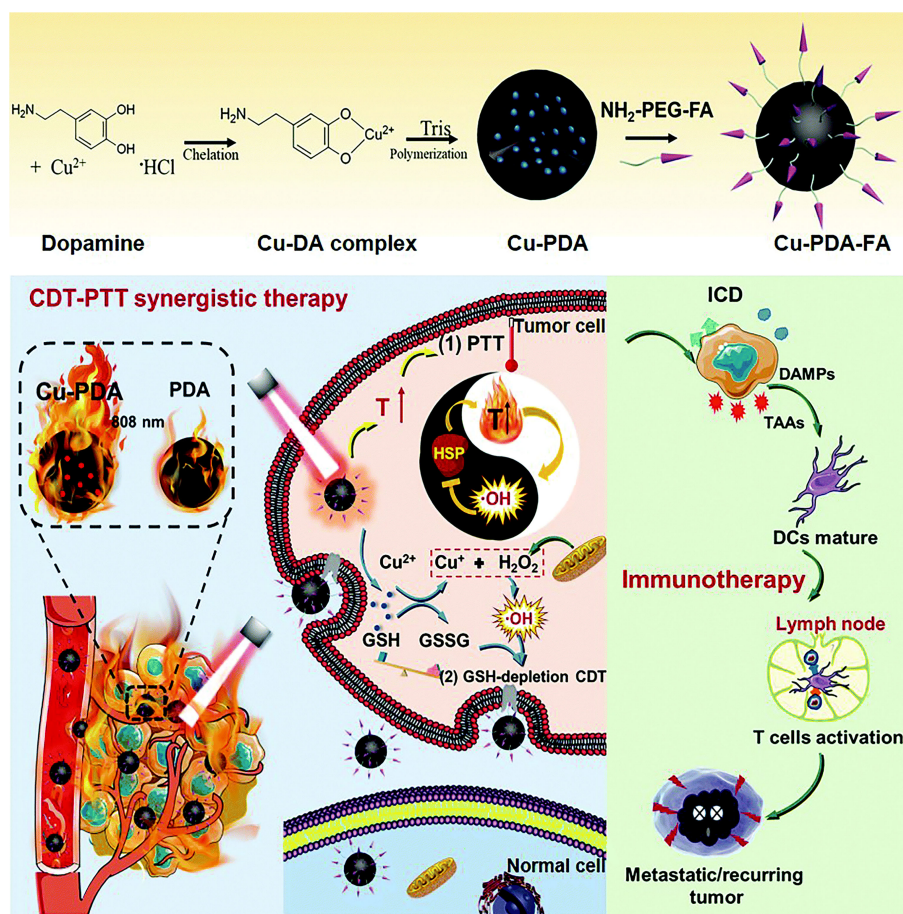 H₂N
OH
OH
+ Cu²⁺ ·HCl
Chelation
H₂N
O
O
Cu²⁺
Tris
Polymerization
NH₂-PEG-FA
Dopamine
Cu-DA complex
Cu-PDA
Cu-PDA-FA
CDT-PTT synergistic therapy
Cu-PDA
PDA
808 nm
Tumor cell
(1) PTT
T
T
HSP
·OH
Cu²⁺
Cu⁺ + H₂O₂
·OH
GSH
GSSG
(2) GSH-depletion CDT
Normal cell
ICD
DAMPs
TAAs
DCs mature
Immunotherapy
Lymph node
T cells activation
Metastatic/recurring
tumor